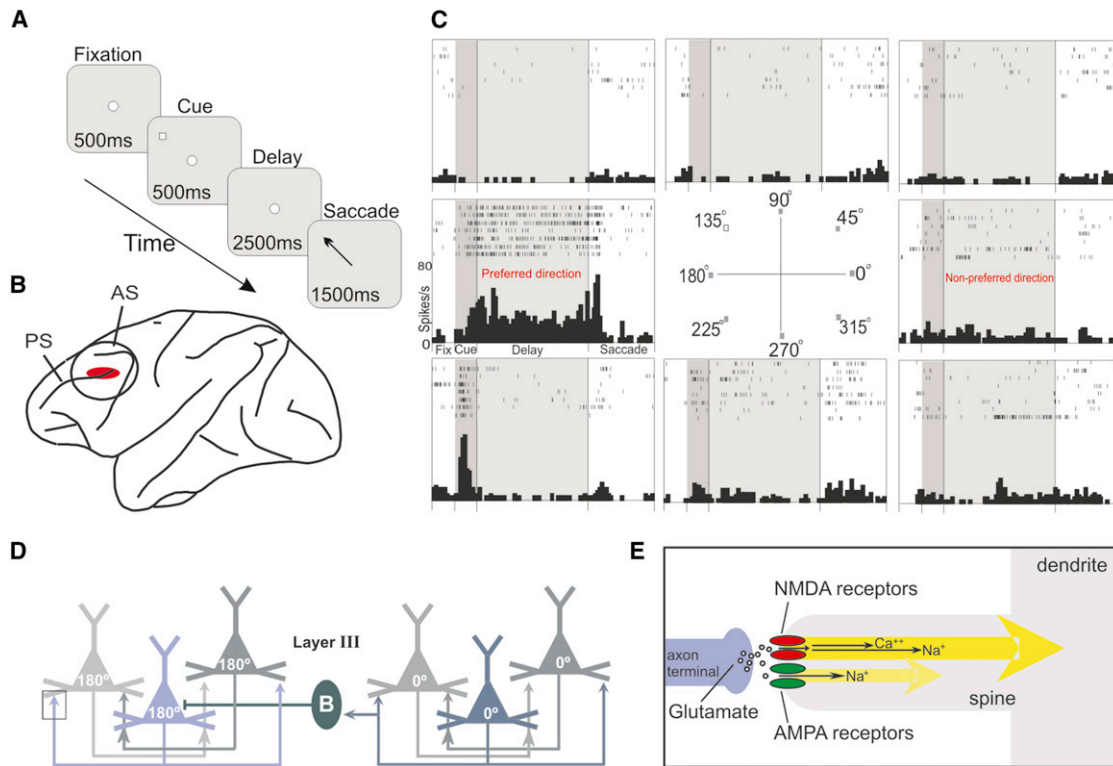 A
Fixation
500ms
Cue
500ms
Delay
2500ms
Saccade
1500ms
Time
B
AS
PS
C
80
Spikes/s
0
Preferred direction
Fix Cue Delay Saccade
Non-preferred direction
90°
135° 45°
180° 0°
225° 315°
270°
D
Layer III
180° 0°
180° 0°
B
180° 0°
E
dendrite
NMDA receptors
Ca++
Na+
axon
terminal
Na+
Glutamate
spine
AMPA receptors